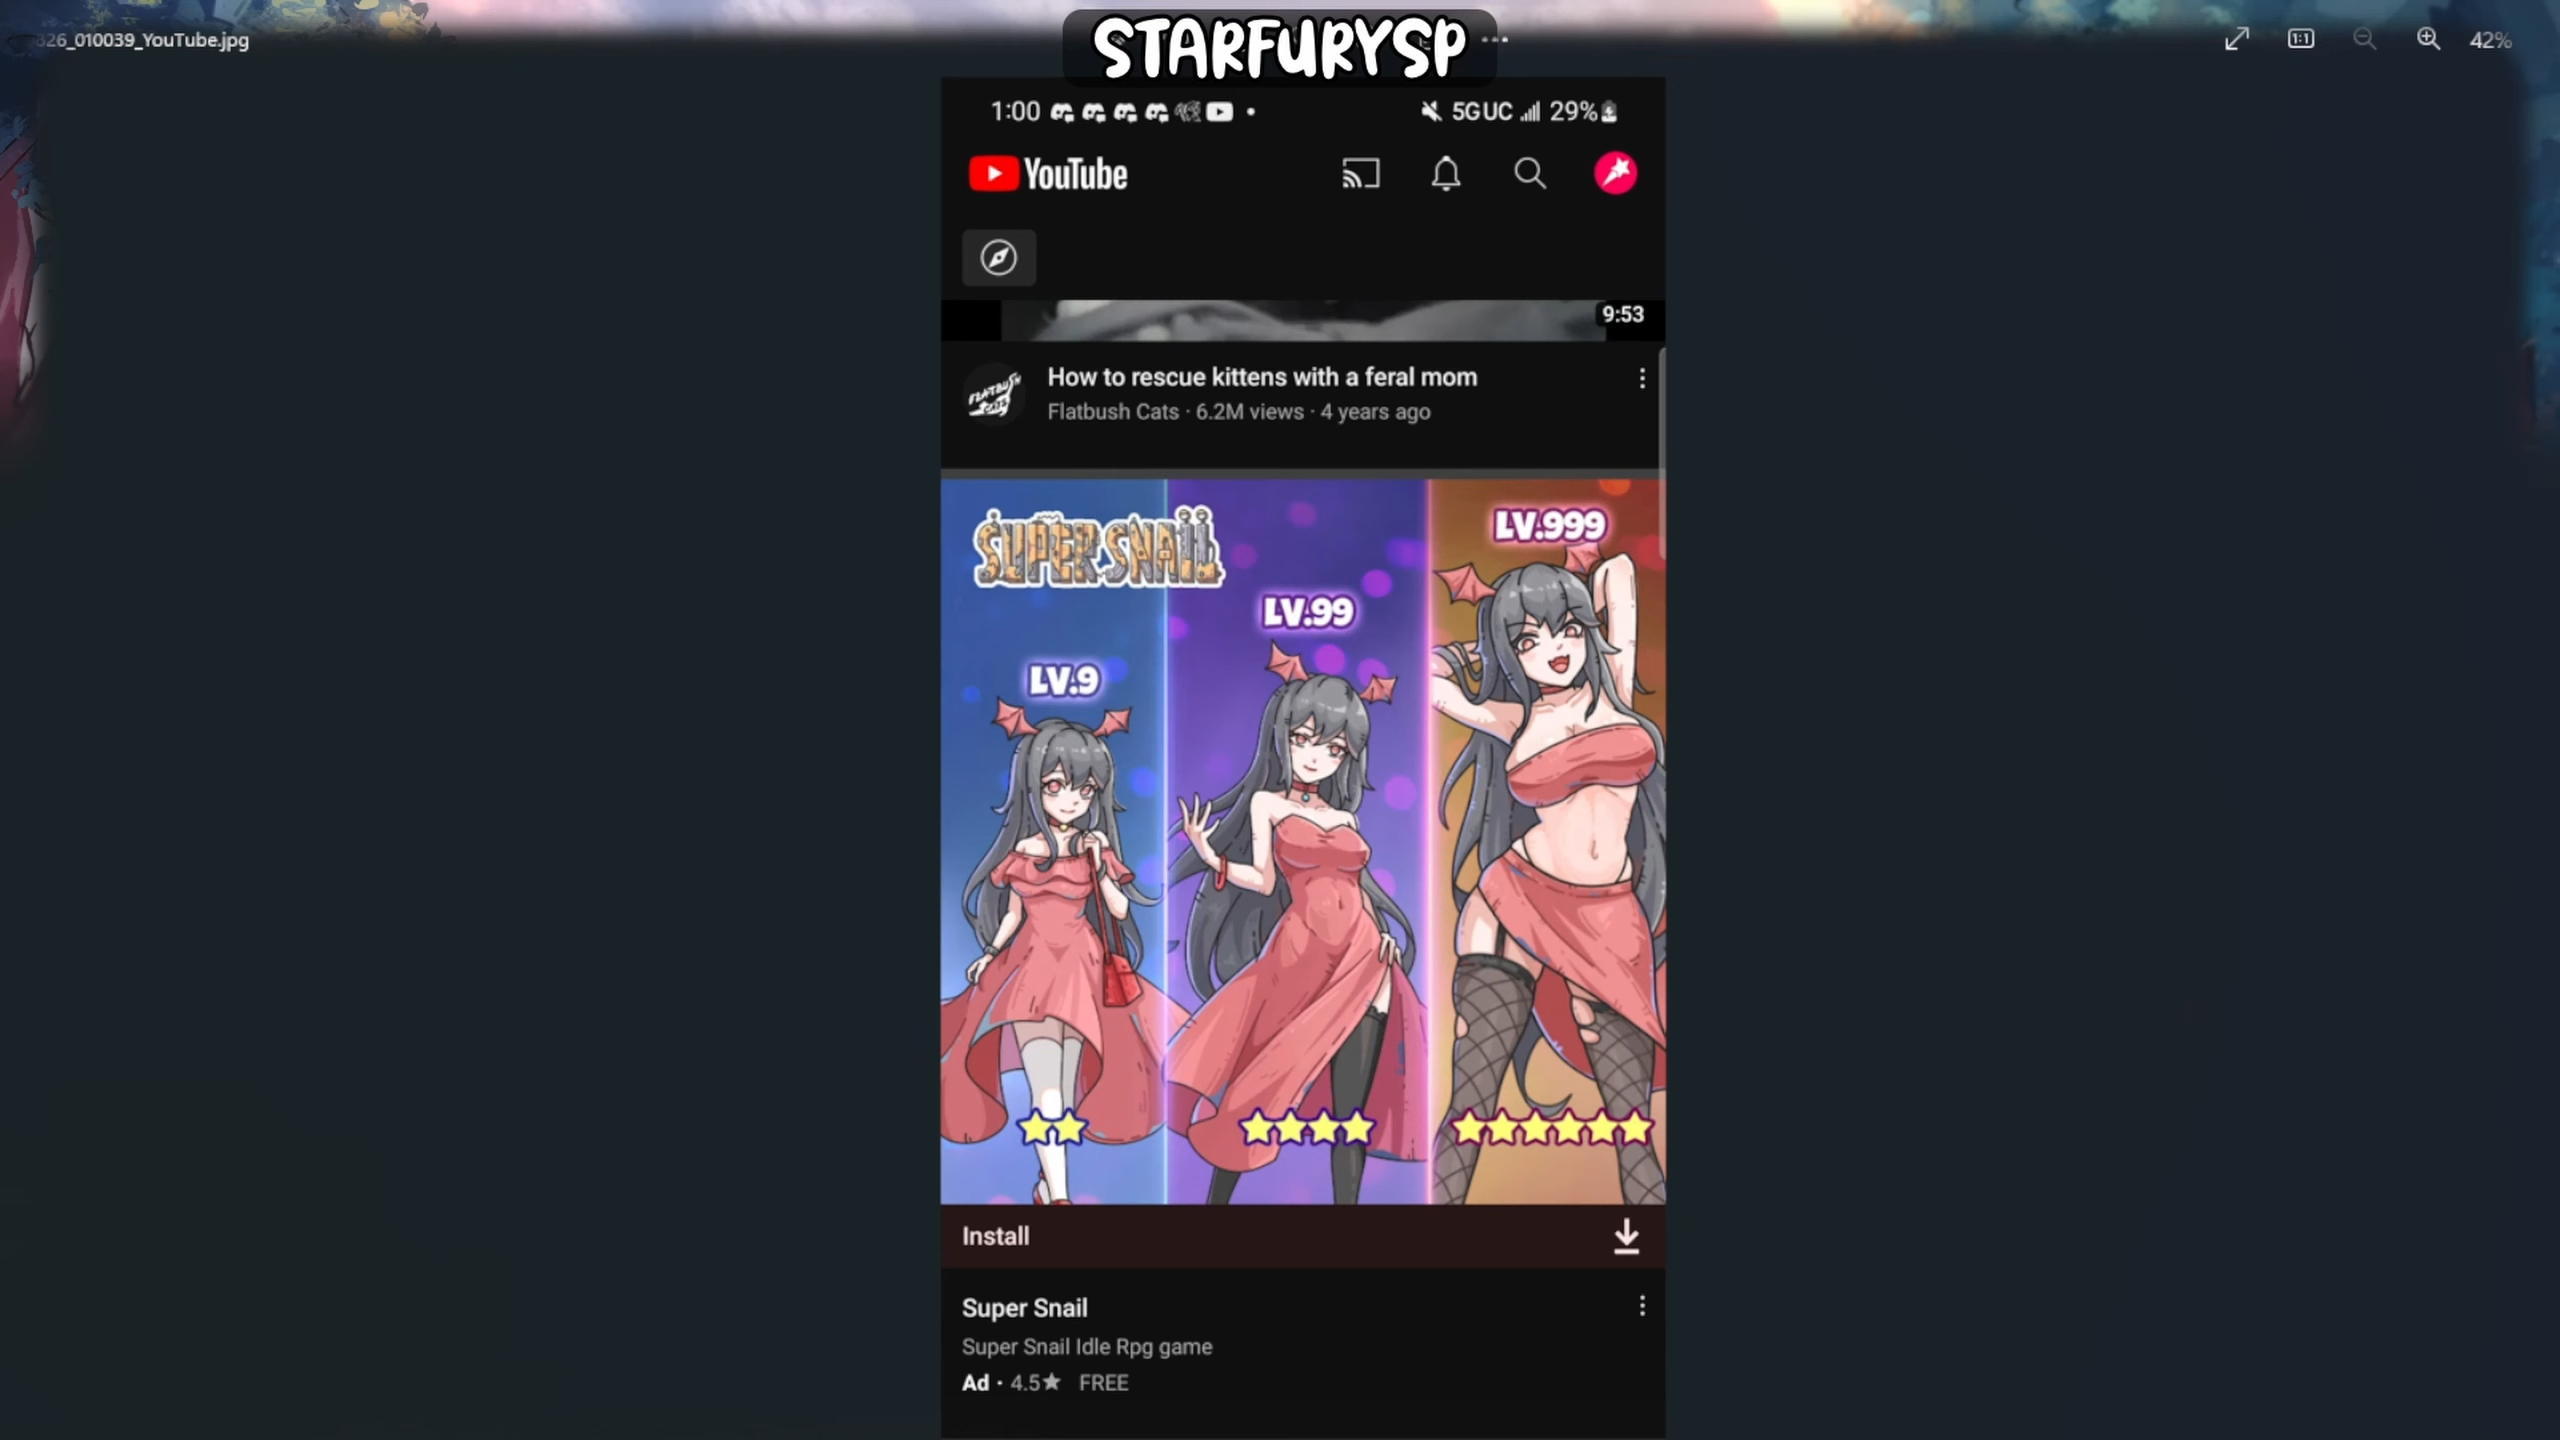 26_010039_YouTube.jpg
STARFURYSP
42%
1:00
5GUC
29%
YouTube
9:53
FLATBUSH CATS
How to rescue kittens with a feral mom
Flatbush Cats · 6.2M views · 4 years ago
SUPER SNAIL
LV.9
LV.99
LV.999
Install
Super Snail
Super Snail Idle Rpg game
Ad · 4.5★ FREE